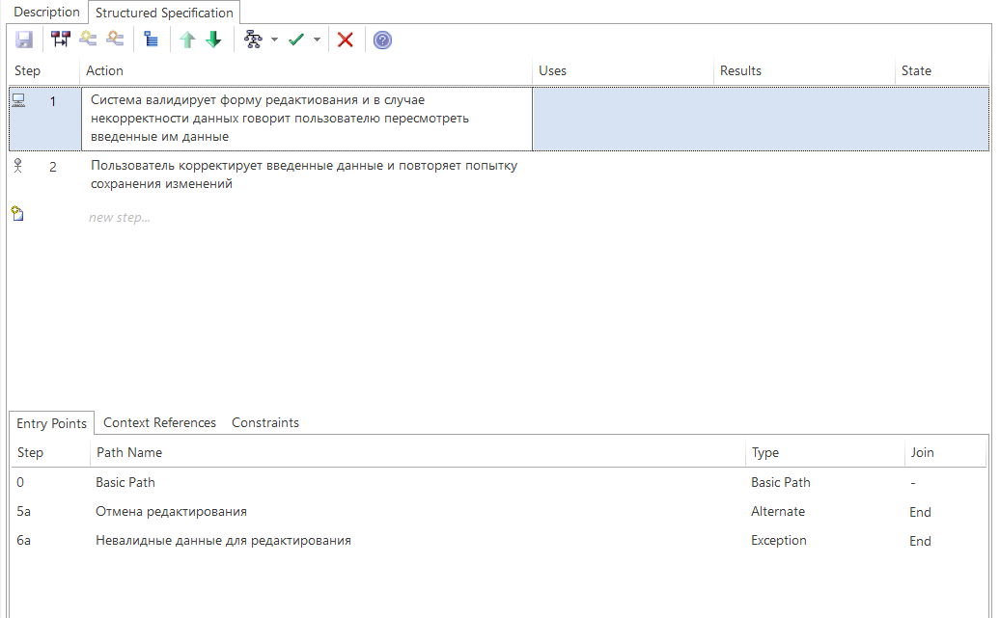 Description Structured Specification
Step Action Uses Results State
1 Система валидирует форму редактиования и в случае
некорректности данных говорит пользователю пересмотреть
введенные им данные
2 Пользователь корректирует введенные данные и повторяет попытку
сохранения изменений
new step...
Entry Points Context References Constraints
Step Path Name Type Join
0 Basic Path Basic Path -
5a Отмена редактирования Alternate End
6a Невалидные данные для редактирования Exception End